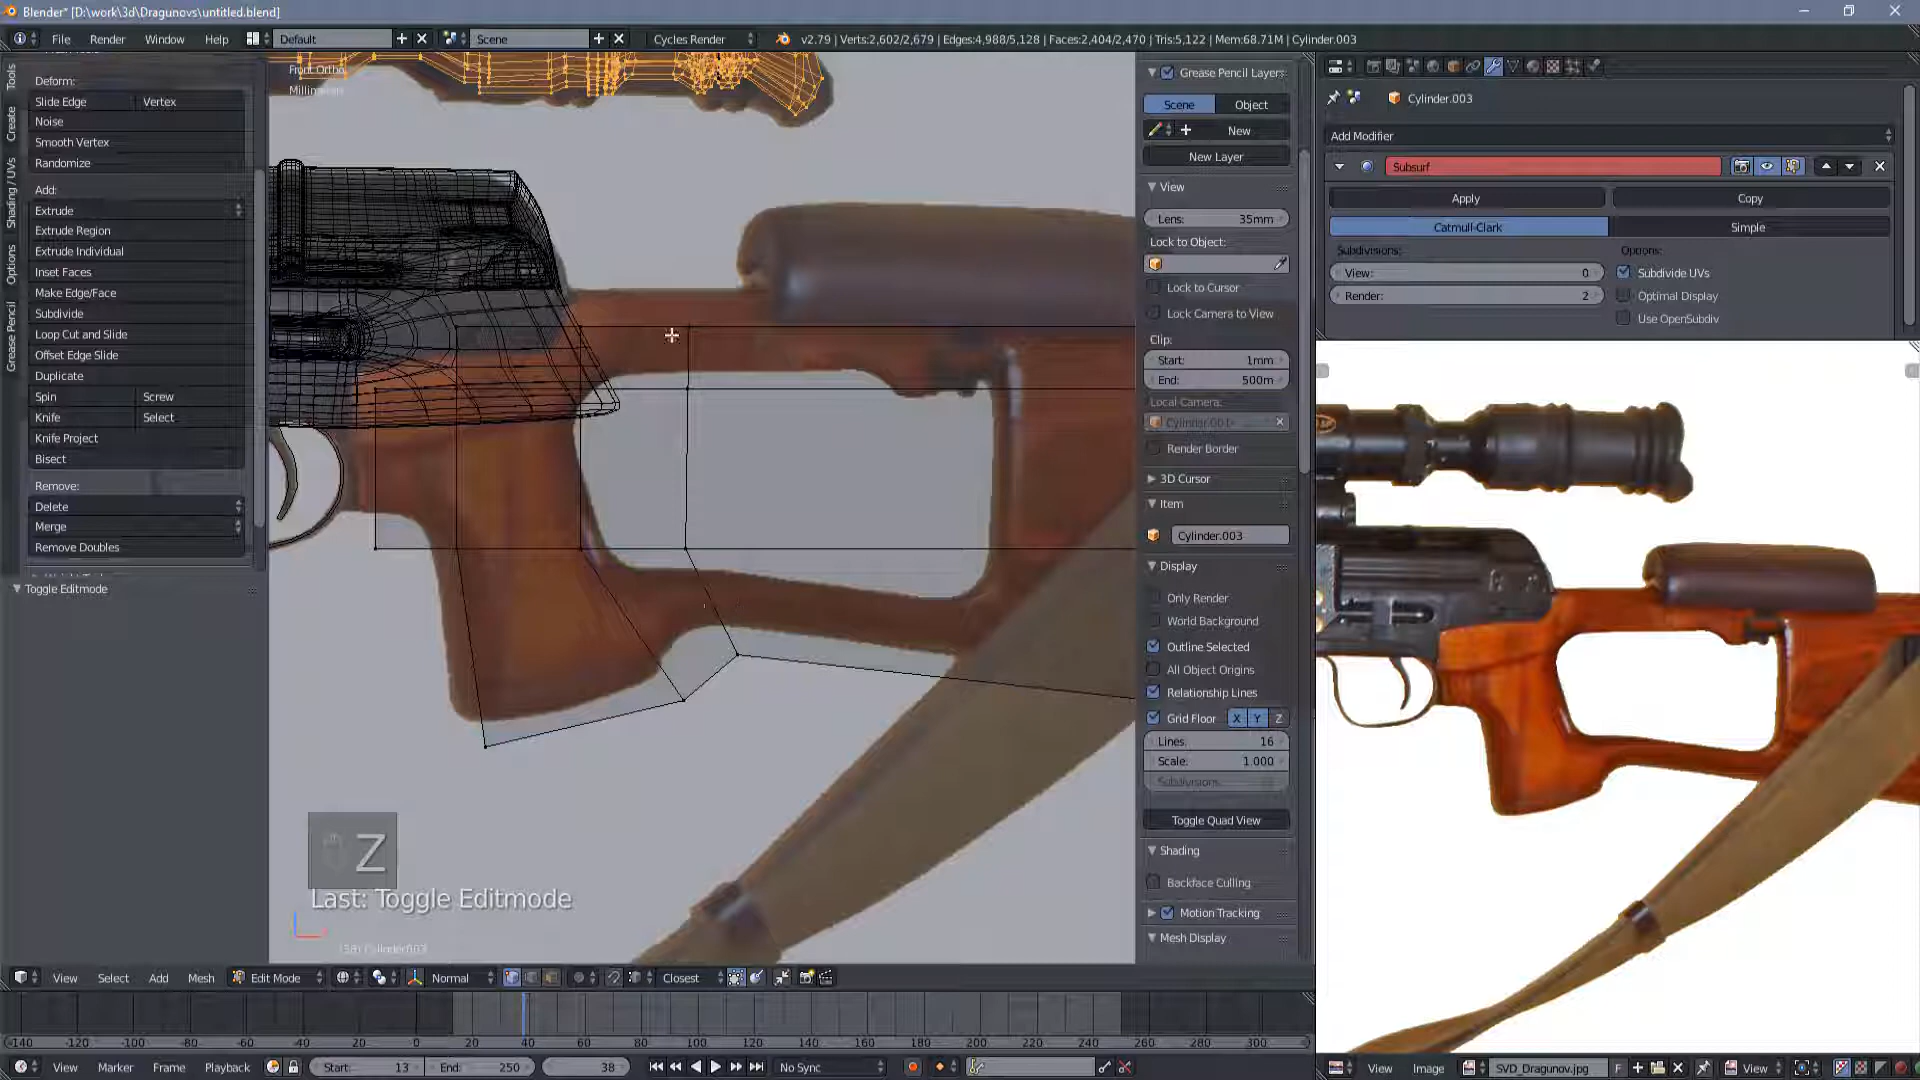 Blender* [D:\work\3d\Dragunovs\untitled.blend]
File Render Window Help Default Scene Cycles Render v2.79 | Verts:2,602/2,679 | Edges:4,988/5,128 | Faces:2,404/2,470 | Tris:5,122 | Mem:68.71M | Cylinder.003
Tools
Create
Shading / UVs
Options
Grease Pencil
Deform:
Slide Edge Vertex
Noise
Smooth Vertex
Randomize
Add:
Extrude
Extrude Region
Extrude Individual
Inset Faces
Make Edge/Face
Subdivide
Loop Cut and Slide
Offset Edge Slide
Duplicate
Spin Screw
Knife Select
Knife Project
Bisect
Remove:
Delete
Merge
Remove Doubles
Toggle Editmode
Front Ortho
Z
Last: Toggle Editmode
(38) Cylinder.003
Grease Pencil Layers
Scene Object
New
New Layer
View
Lens: 35mm
Lock to Object:
Lock to Cursor
Lock Camera to View
Clip:
Start: 1mm
End: 500m
Local Camera:
Render Border
3D Cursor
Item
Cylinder.003
Display
Only Render
World Background
Outline Selected
All Object Origins
Relationship Lines
Grid Floor X Y Z
Lines: 16
Scale: 1.000
Subdivisions:
Toggle Quad View
Shading
Backface Culling
Motion Tracking
Mesh Display
Cylinder.003
Add Modifier
Subsurf
Apply Copy
Catmull-Clark Simple
Subdivisions: Options:
View: 0 Subdivide UVs
Render: 2 Optimal Display
Use OpenSubdiv
View Select Add Mesh Edit Mode Normal Closest
-140 -120 -100 -80 -60 -40 -20 0 20 40 60 80 100 120 140 160 180 200 220 240 260 280 300
View Marker Frame Playback Start: 13 End: 250 38 No Sync
View Image SVD_Dragunov.jpg F View